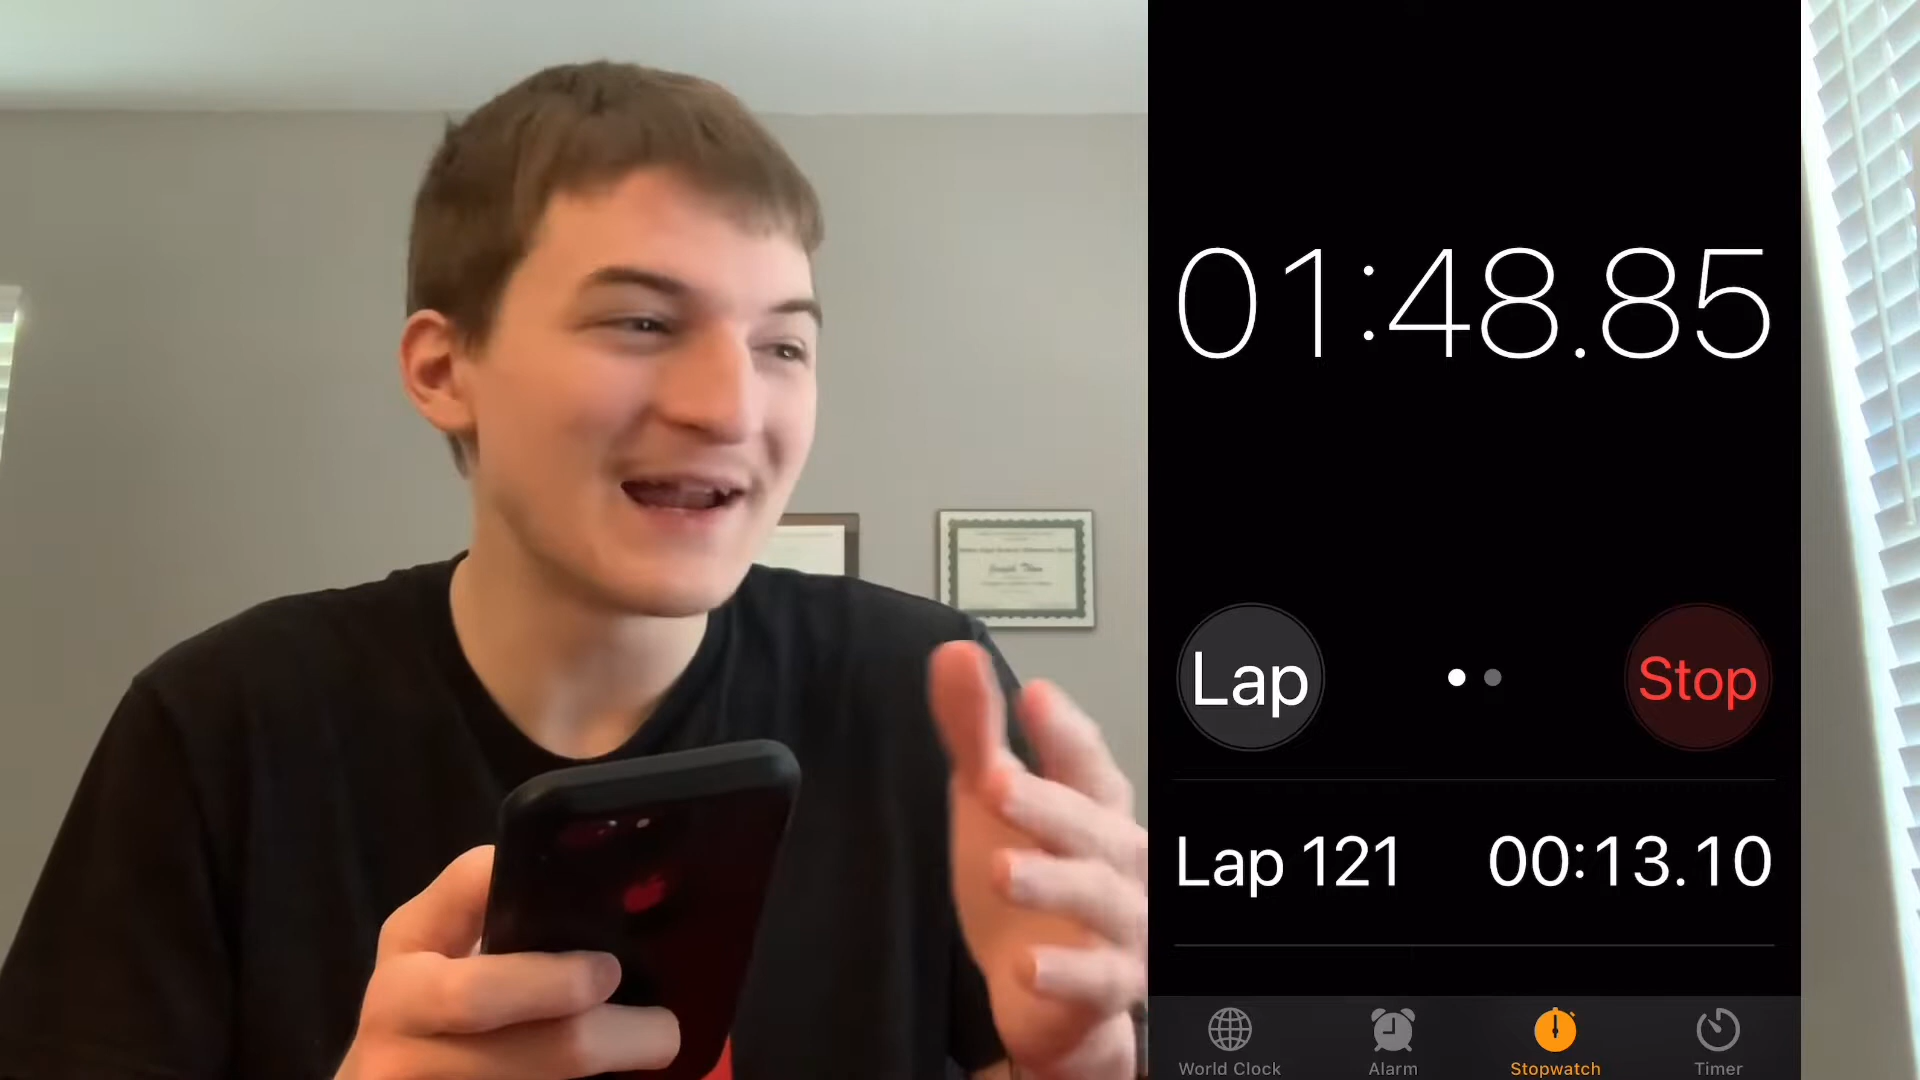 01:48.85
Lap
Stop
Lap 121
00:13.10
World Clock
Alarm
Stopwatch
Timer